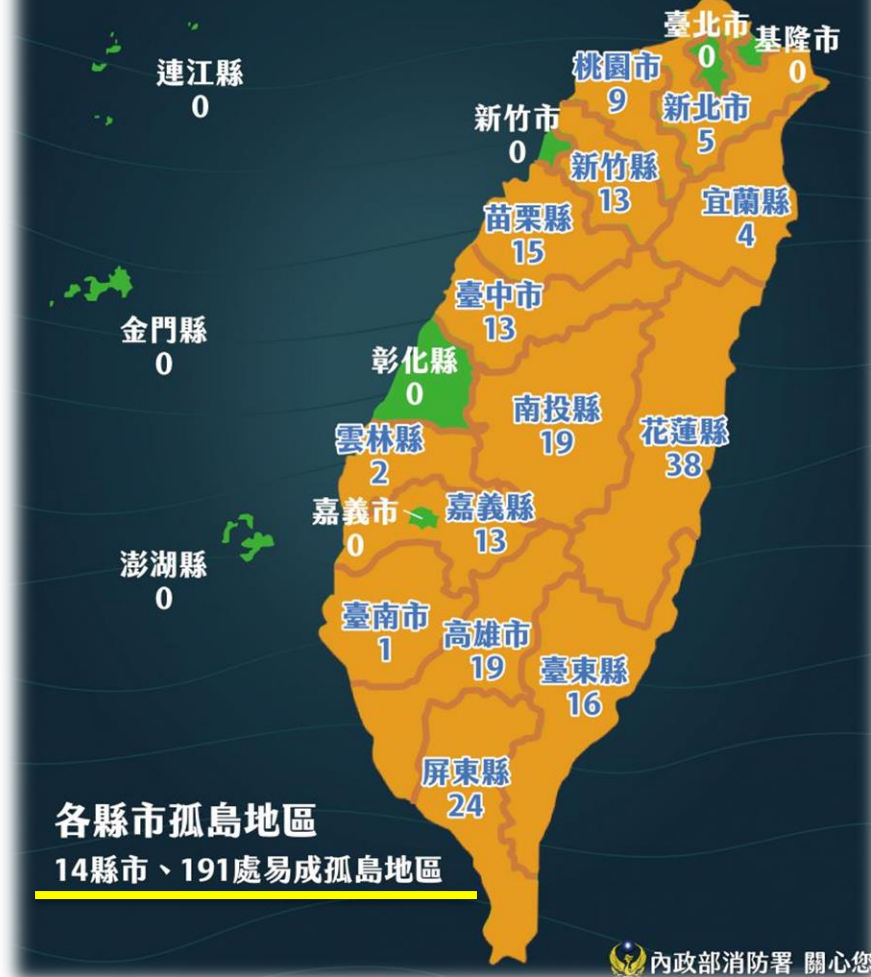 臺北市
0
基隆市
0
連江縣
0
桃園市
9
新北市
5
新竹市
0
新竹縣
13
宜蘭縣
4
苗栗縣
15
臺中市
13
金門縣
0
彰化縣
0
南投縣
19
花蓮縣
38
雲林縣
2
嘉義市
0
嘉義縣
13
澎湖縣
0
臺南市
1
高雄市
19
臺東縣
16
屏東縣
24
各縣市孤島地區
14縣市、191處易成孤島地區
內政部消防署 關心您